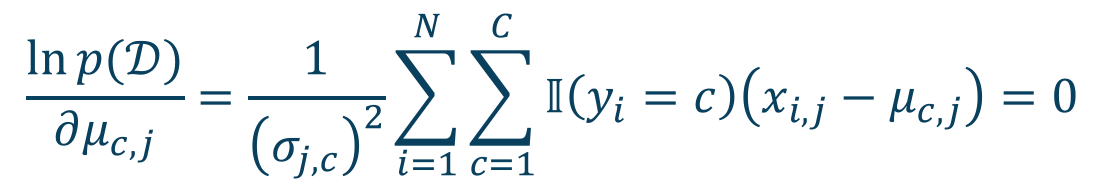 ln p(𝒟) / ∂μ_{c,j} = 1 / (σ_{j,c})² ∑_{i=1}^{N} ∑_{c=1}^{C} 𝕀(y_i = c)(x_{i,j} − μ_{c,j}) = 0